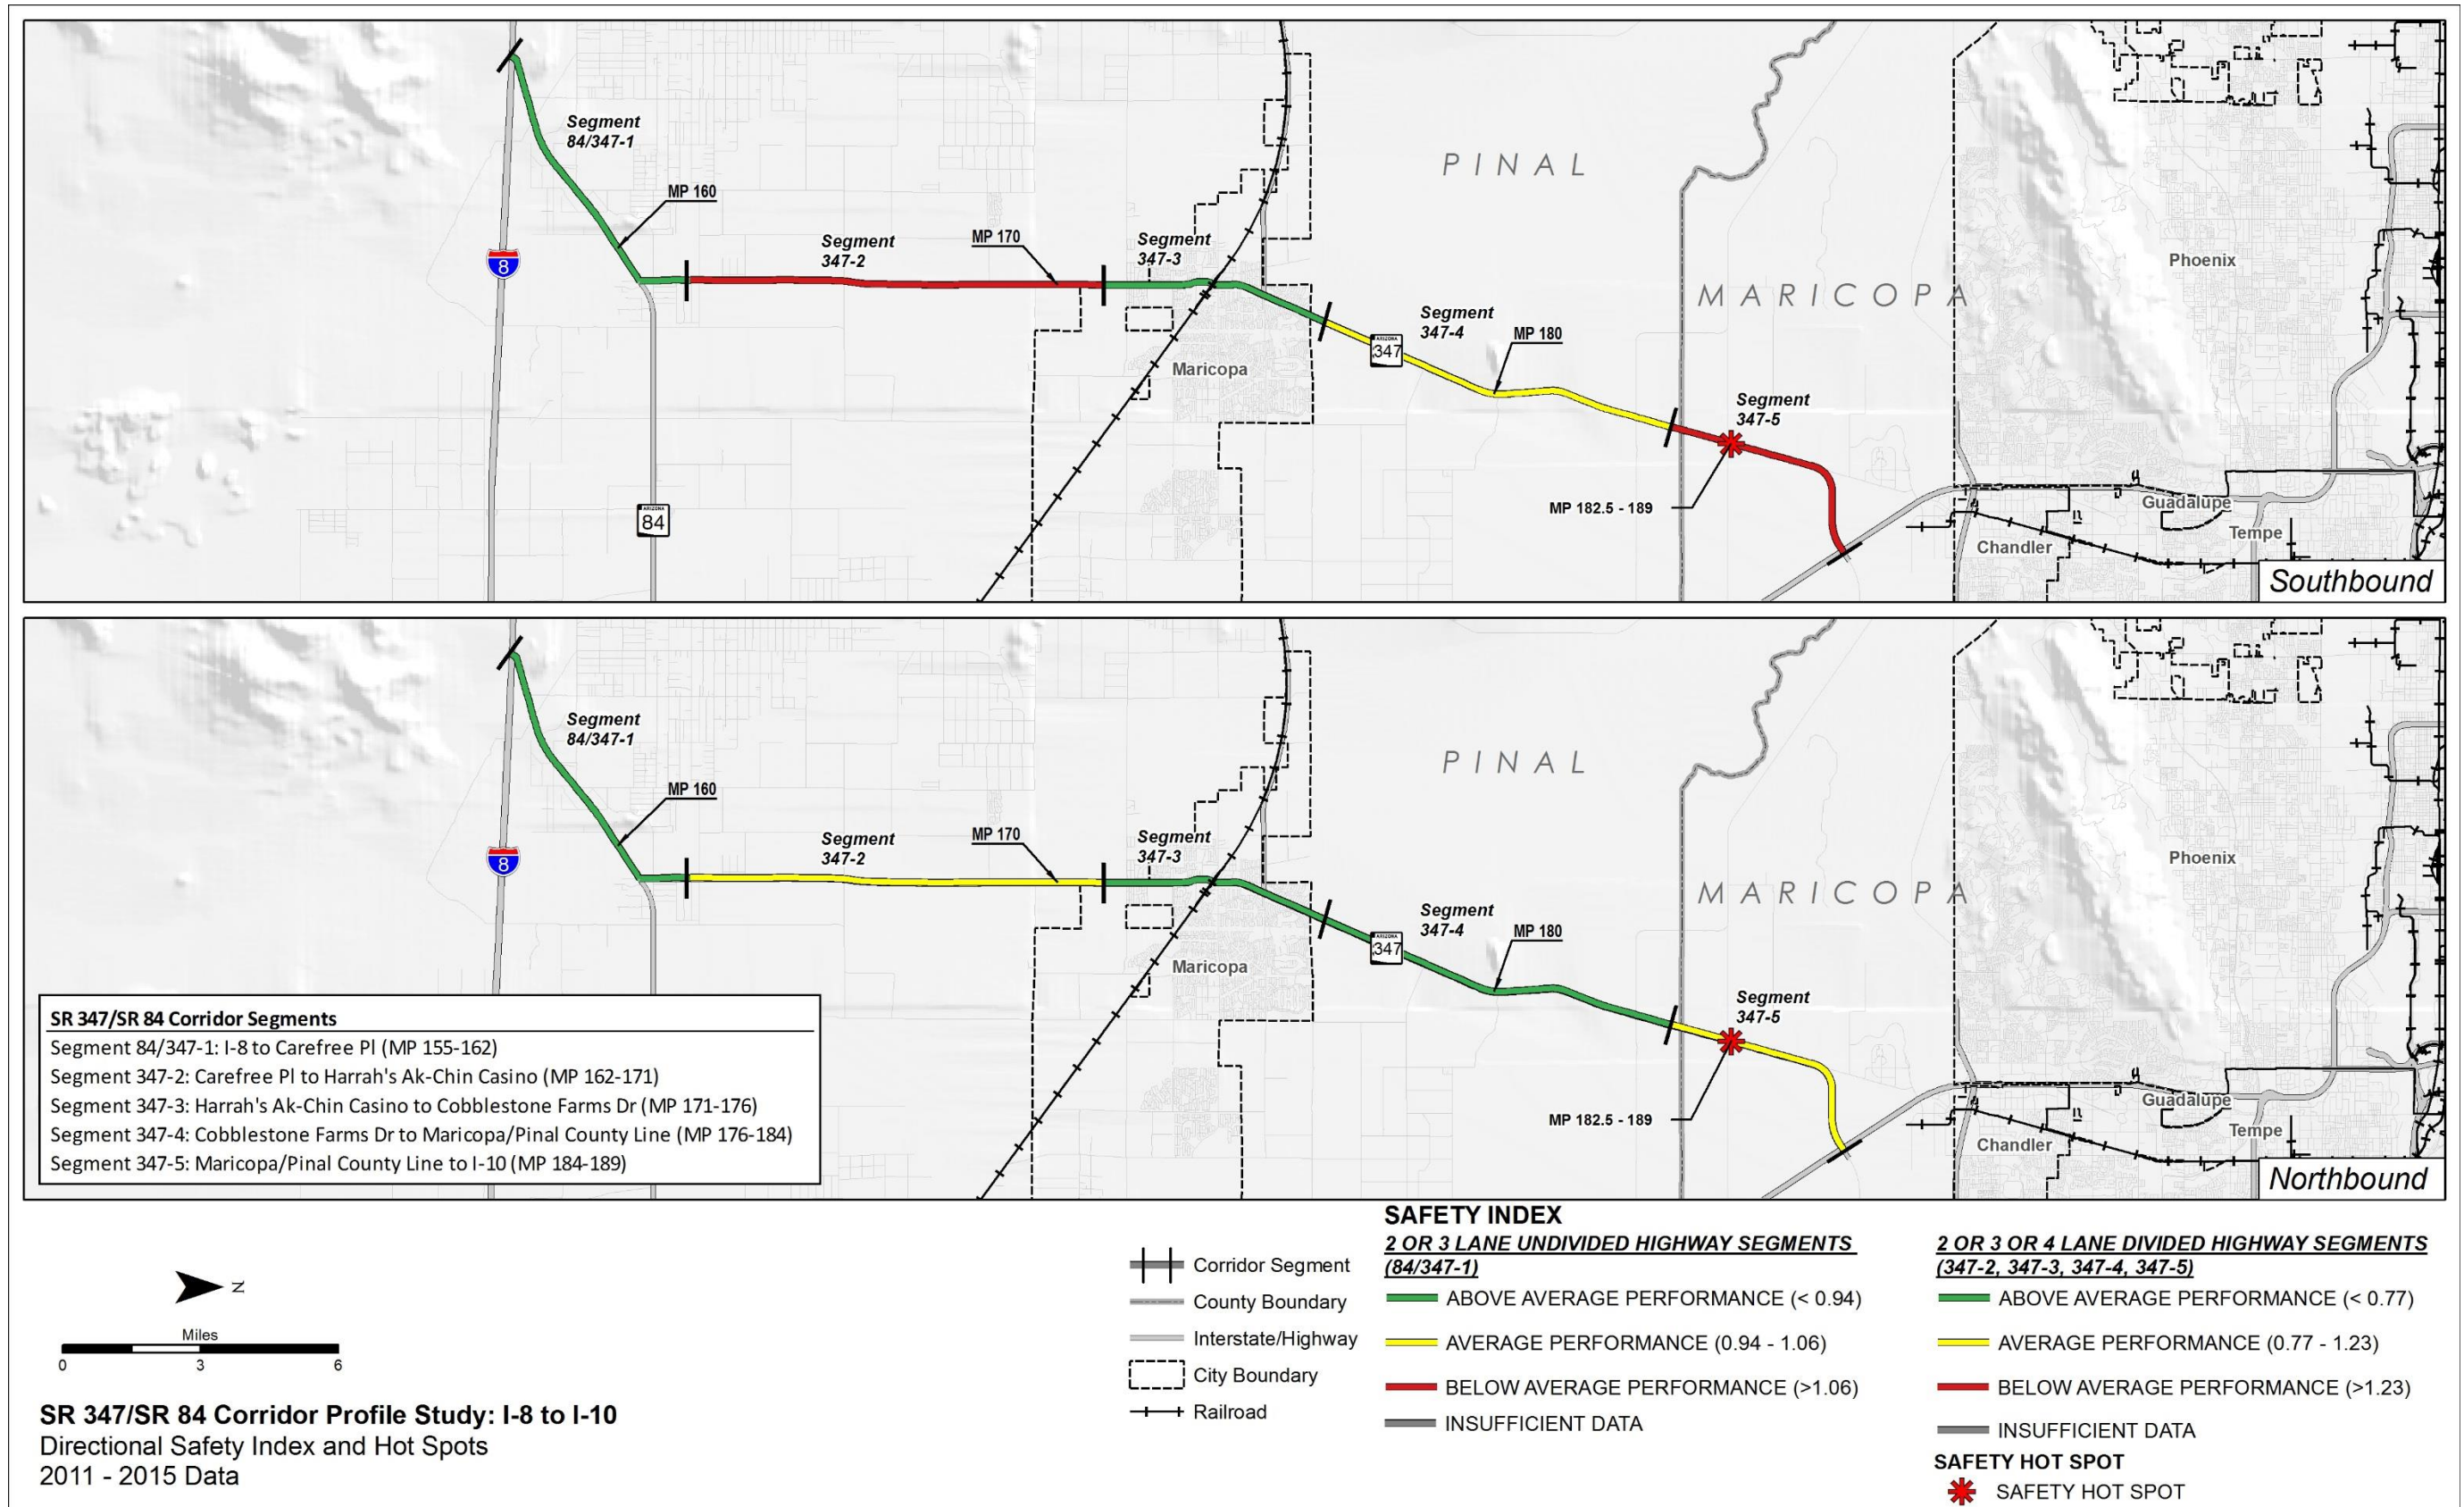 Segment
84/347-1
MP 160
Segment
347-2
MP 170
Segment
347-3
PINAL
MARICOPA
Segment
347-4
MP 180
ARIZONA
347
Maricopa
Segment
347-5
MP 182.5 - 189
8
ARIZONA
84
Phoenix
Guadalupe
Tempe
Chandler
Southbound
Segment
84/347-1
MP 160
Segment
347-2
MP 170
Segment
347-3
PINAL
MARICOPA
Segment
347-4
MP 180
ARIZONA
347
Maricopa
Segment
347-5
MP 182.5 - 189
8
Phoenix
Guadalupe
Tempe
Chandler
Northbound
SR 347/SR 84 Corridor Segments
Segment 84/347-1: I-8 to Carefree Pl (MP 155-162)
Segment 347-2: Carefree Pl to Harrah's Ak-Chin Casino (MP 162-171)
Segment 347-3: Harrah's Ak-Chin Casino to Cobblestone Farms Dr (MP 171-176)
Segment 347-4: Cobblestone Farms Dr to Maricopa/Pinal County Line (MP 176-184)
Segment 347-5: Maricopa/Pinal County Line to I-10 (MP 184-189)
N
Miles
0 3 6
SR 347/SR 84 Corridor Profile Study: I-8 to I-10
Directional Safety Index and Hot Spots
2011 - 2015 Data
Corridor Segment
County Boundary
Interstate/Highway
City Boundary
Railroad
SAFETY INDEX
2 OR 3 LANE UNDIVIDED HIGHWAY SEGMENTS
(84/347-1)
ABOVE AVERAGE PERFORMANCE (< 0.94)
AVERAGE PERFORMANCE (0.94 - 1.06)
BELOW AVERAGE PERFORMANCE (>1.06)
INSUFFICIENT DATA
2 OR 3 OR 4 LANE DIVIDED HIGHWAY SEGMENTS
(347-2, 347-3, 347-4, 347-5)
ABOVE AVERAGE PERFORMANCE (< 0.77)
AVERAGE PERFORMANCE (0.77 - 1.23)
BELOW AVERAGE PERFORMANCE (>1.23)
INSUFFICIENT DATA
SAFETY HOT SPOT
SAFETY HOT SPOT